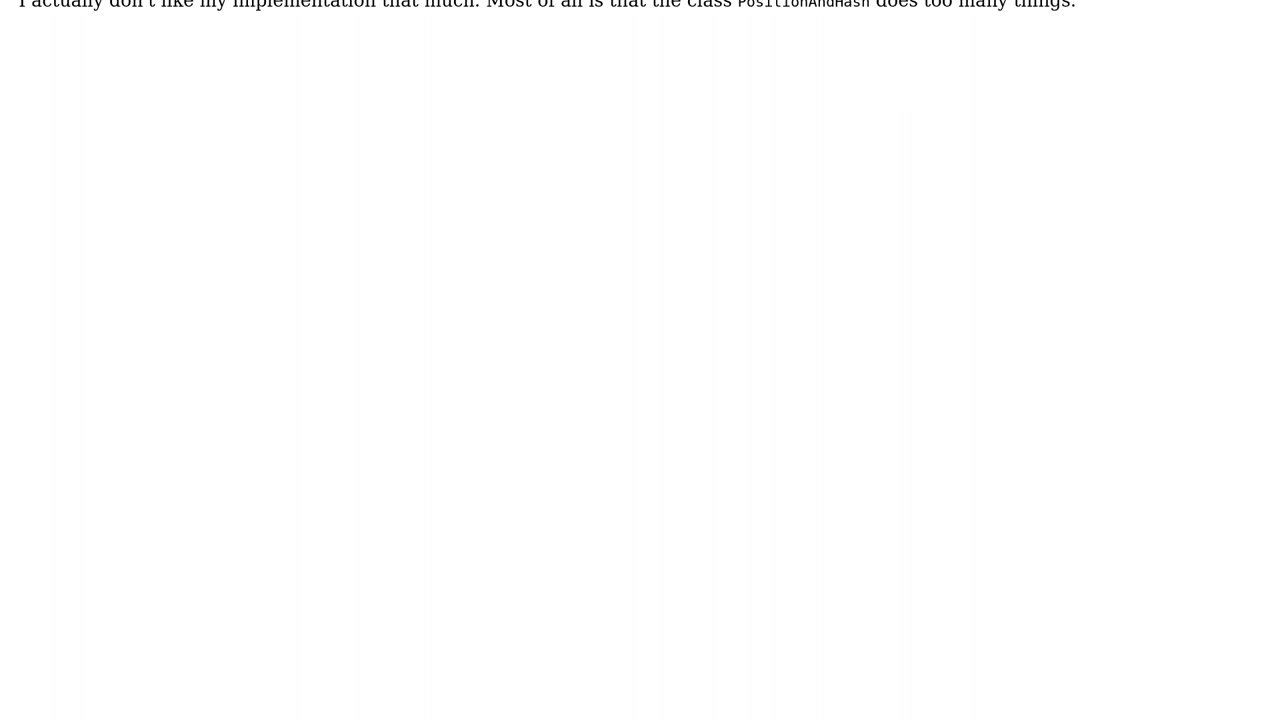 I actually don't like my implementation that much. Most of all is that the class PositionAndHash does too many things.